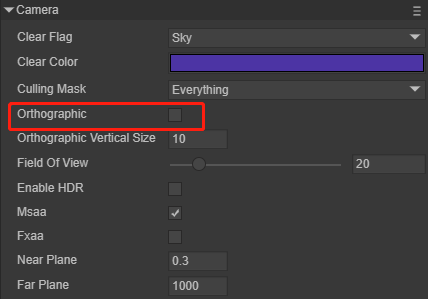 Camera
Clear Flag Sky
Clear Color
Culling Mask Everything
Orthographic
Orthographic Vertical Size 10
Field Of View 20
Enable HDR
Msaa
Fxaa
Near Plane 0.3
Far Plane 1000